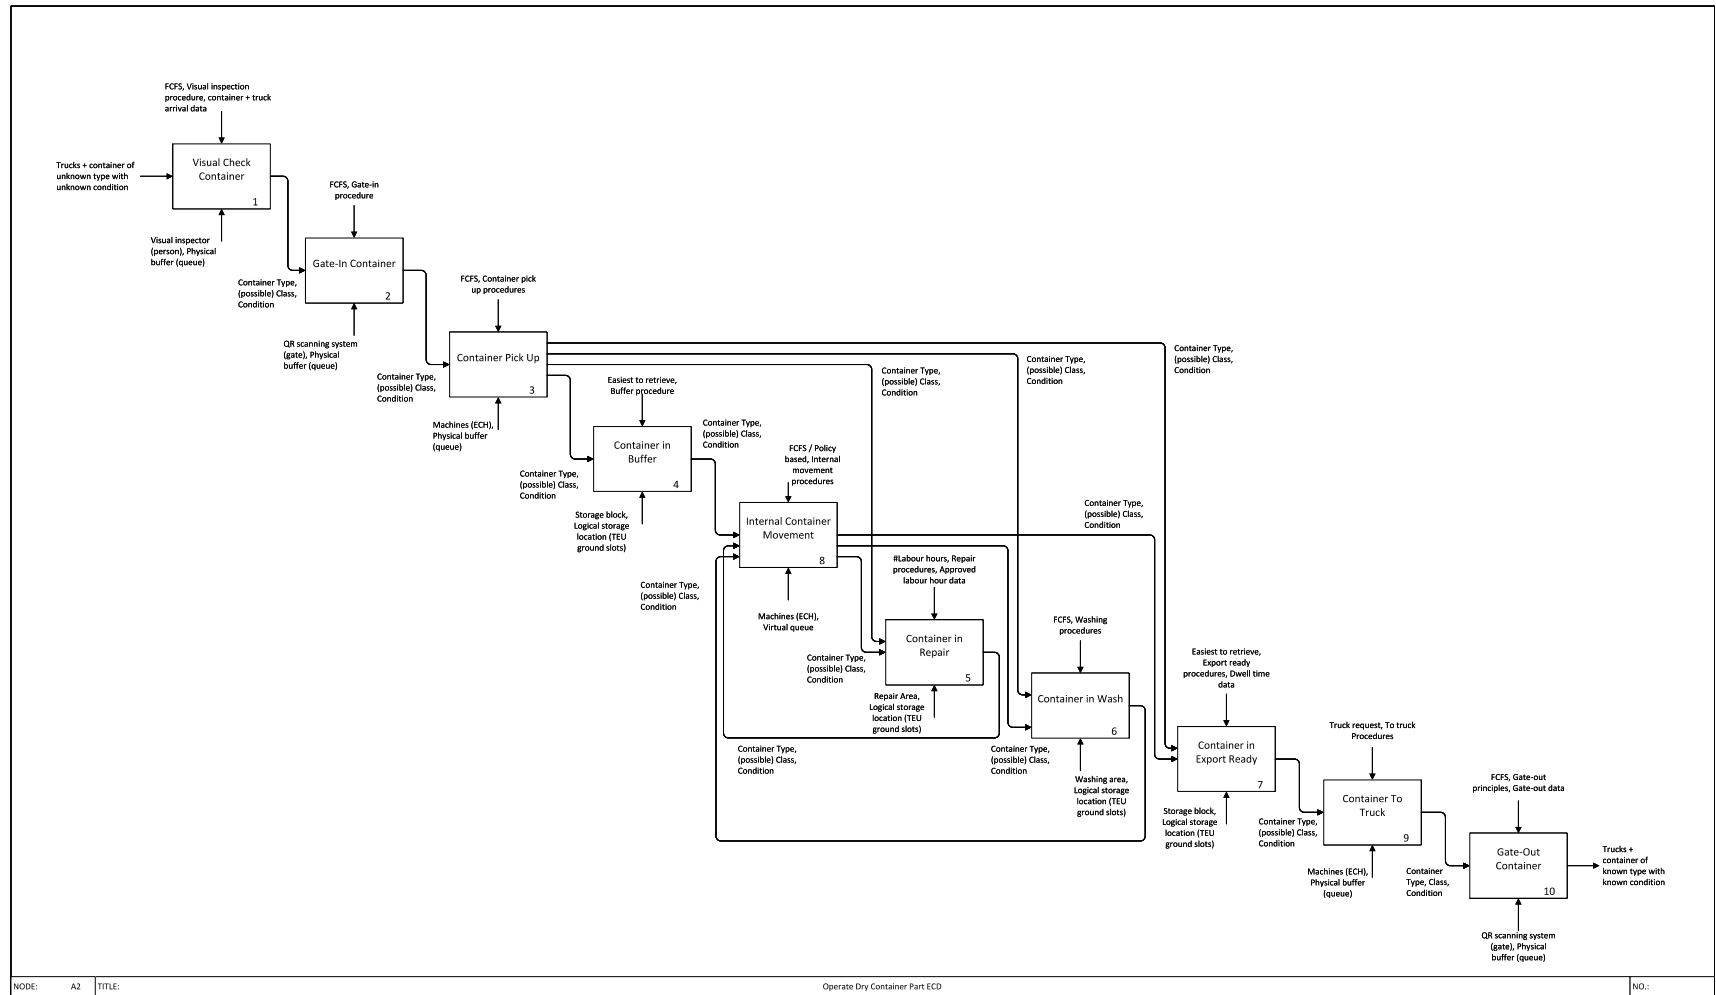 FCFS, Visual inspection
procedure, container + truck
arrival data
Visual Check
Container
1
Trucks + container of
unknown type with
unknown condition
Visual inspector
(person), Physical
buffer (queue)
FCFS, Gate-in
procedure
Gate-In Container
2
Container Type,
(possible) Class,
Condition
QR scanning system
(gate), Physical
buffer (queue)
FCFS, Container pick
up procedures
Container Pick Up
3
Container Type,
(possible) Class,
Condition
Machines (ECH),
Physical buffer
(queue)
Container Type,
(possible) Class,
Condition
Container Type,
(possible) Class,
Condition
Container Type,
(possible) Class,
Condition
Easiest to retrieve,
Buffer procedure
Container in
Buffer
4
Container Type,
(possible) Class,
Condition
Container Type,
(possible) Class,
Condition
Storage block,
Logical storage
location (TEU
ground slots)
FCFS / Policy
based, Internal
movement
procedures
Internal Container
Movement
8
Container Type,
(possible) Class,
Condition
Container Type,
(possible) Class,
Condition
Machines (ECH),
Virtual queue
#Labour hours, Repair
procedures, Approved
labour hour data
Container in
Repair
5
Container Type,
(possible) Class,
Condition
Repair Area,
Logical storage
location (TEU
ground slots)
Container Type,
(possible) Class,
Condition
FCFS, Washing
procedures
Container in Wash
6
Container Type,
(possible) Class,
Condition
Washing area,
Logical storage
location (TEU
ground slots)
Easiest to retrieve,
Export ready
procedures, Dwell time
data
Container in
Export Ready
7
Storage block,
Logical storage
location (TEU
ground slots)
Truck request, To truck
Procedures
Container To
Truck
9
Container Type,
(possible) Class,
Condition
Machines (ECH),
Physical buffer
(queue)
FCFS, Gate-out
principles, Gate-out data
Gate-Out
Container
10
Container
Type, Class,
Condition
Trucks +
container of
known type with
known condition
QR scanning system
(gate), Physical
buffer (queue)
NODE: A2 TITLE: Operate Dry Container Part ECD NO.: